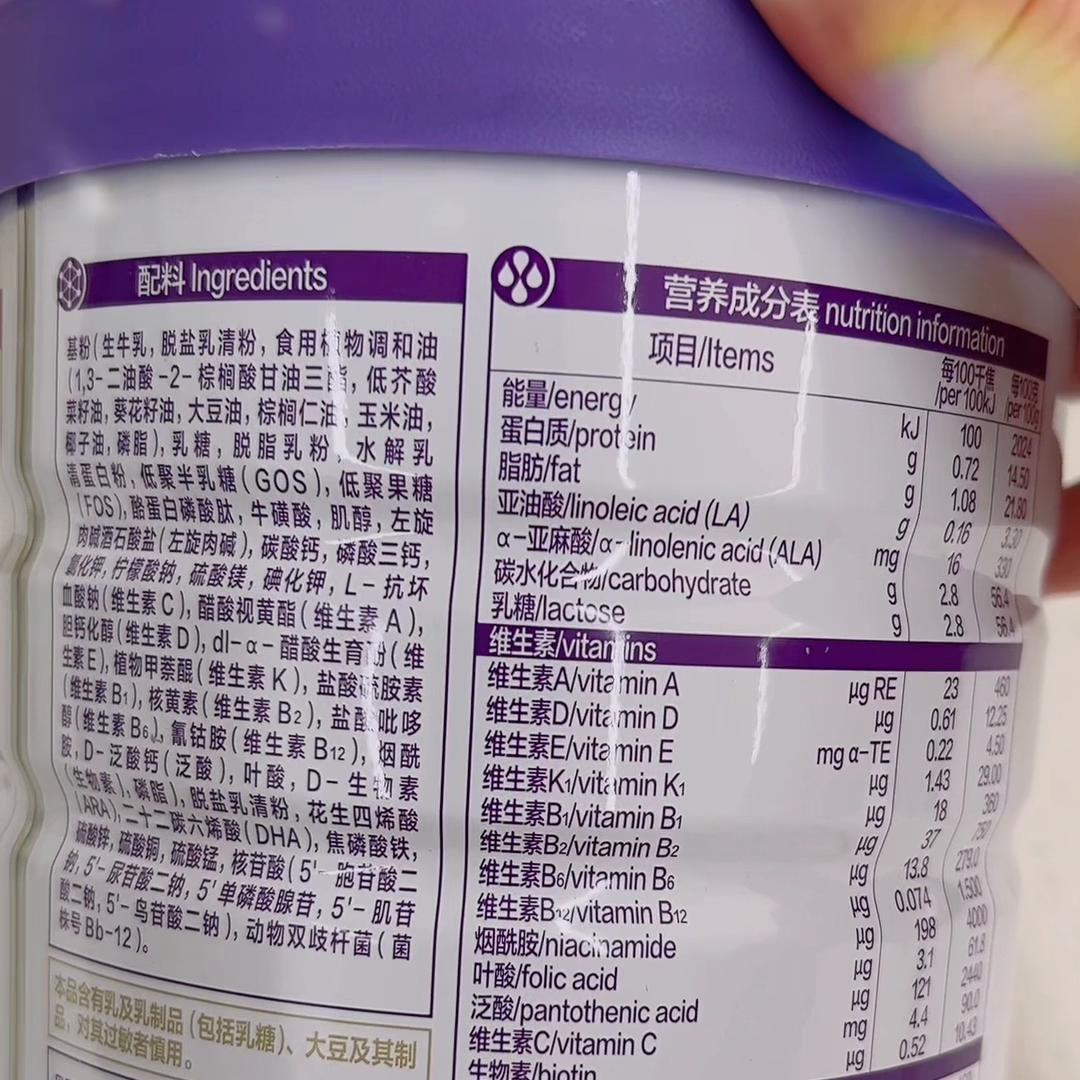 配料 Ingredients
基粉(生牛乳,脱盐乳清粉,食用植物调和油
(1,3-二油酸-2-棕榈酸甘油三酯,低芥酸
菜籽油,葵花籽油,大豆油,棕榈仁油,玉米油,
椰子油,磷脂),乳糖,脱脂乳粉,水解乳
清蛋白粉,低聚半乳糖(GOS),低聚果糖
(FOS),酪蛋白磷酸肽,牛磺酸,肌醇,左旋
肉碱酒石酸盐(左旋肉碱),碳酸钙,磷酸三钙,
氯化钾,柠檬酸钠,硫酸镁,碘化钾,L-抗坏
血酸钠(维生素C),醋酸视黄酯(维生素A),
胆钙化醇(维生素D),dl-α-醋酸生育酚(维
生素E),植物甲萘醌(维生素K),盐酸硫胺素
(维生素B1),核黄素(维生素B2),盐酸吡哆
醇(维生素B6),氰钴胺(维生素B12),烟酰
胺,D-泛酸钙(泛酸),叶酸,D-生物素
(生物素),磷脂),脱盐乳清粉,花生四烯酸
(ARA),二十二碳六烯酸(DHA),焦磷酸铁,
硫酸锌,硫酸铜,硫酸锰,核苷酸(5'-胞苷酸二
钠,5'-尿苷酸二钠,5'单磷酸腺苷,5'-肌苷
酸二钠,5'-鸟苷酸二钠),动物双歧杆菌(菌
株号Bb-12)。
本品含有乳及乳制品(包括乳糖)、大豆及其制
品,对其过敏者慎用。
营养成分表 nutrition information
项目/Items 每100千焦/per 100kJ 每100克/per 100g
能量/energy kJ 100 2024
蛋白质/protein g 0.72 14.50
脂肪/fat g 1.08 21.80
亚油酸/linoleic acid (LA) g 0.16 3.30
α-亚麻酸/α-linolenic acid (ALA) mg 16 330
碳水化合物/carbohydrate g 2.8 56.4
乳糖/lactose g 2.8 56.4
维生素/vitamins
维生素A/vitamin A μg RE 23 460
维生素D/vitamin D μg 0.61 12.25
维生素E/vitamin E mg α-TE 0.22 4.50
维生素K1/vitamin K1 μg 1.43 29.00
维生素B1/vitamin B1 μg 18 360
维生素B2/vitamin B2 μg 37 750
维生素B6/vitamin B6 μg 13.8 279.0
维生素B12/vitamin B12 μg 0.074 1.500
烟酰胺/niacinamide μg 198 4000
叶酸/folic acid μg 3.1 61.8
泛酸/pantothenic acid μg 121 2440
维生素C/vitamin C mg 4.4 90.0
生物素/biotin μg 0.52 10.43